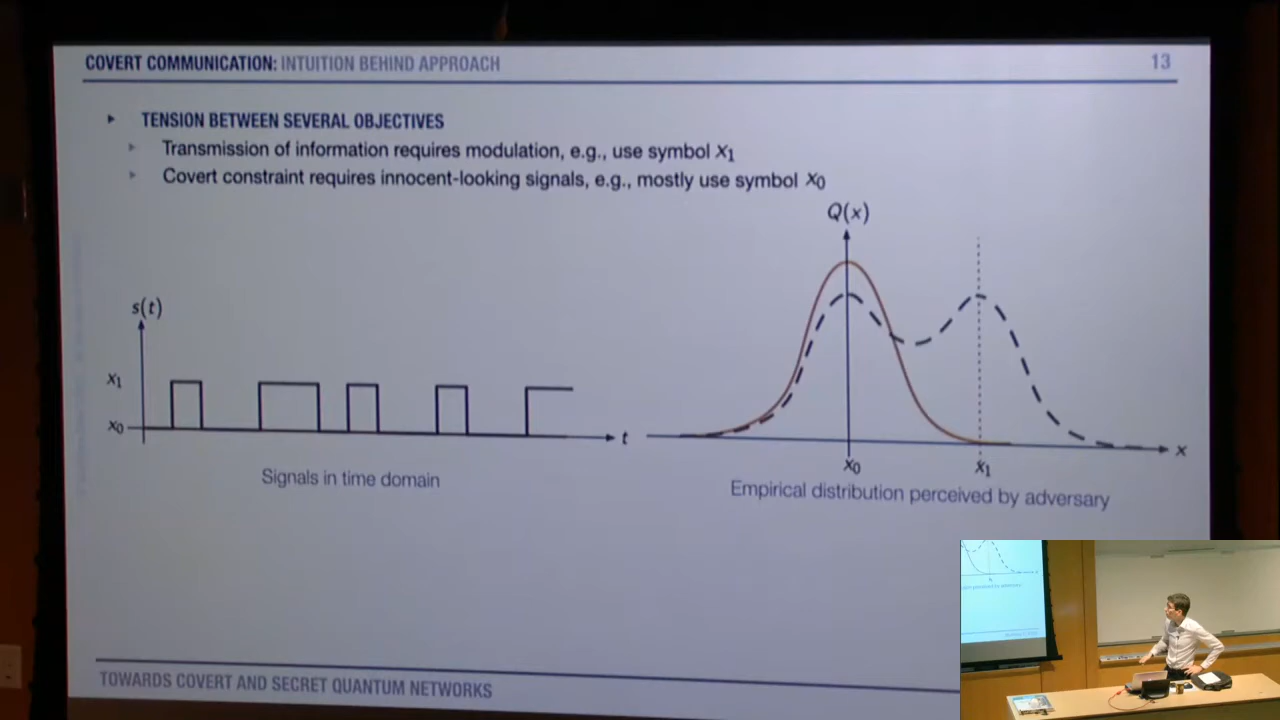 COVERT COMMUNICATION: INTUITION BEHIND APPROACH
13
TENSION BETWEEN SEVERAL OBJECTIVES
Transmission of information requires modulation, e.g., use symbol x₁
Covert constraint requires innocent-looking signals, e.g., mostly use symbol x₀
Q(x)
s(t)
x₁
x₀
t
x
x₀
x₁
Signals in time domain
Empirical distribution perceived by adversary
TOWARDS COVERT AND SECRET QUANTUM NETWORKS